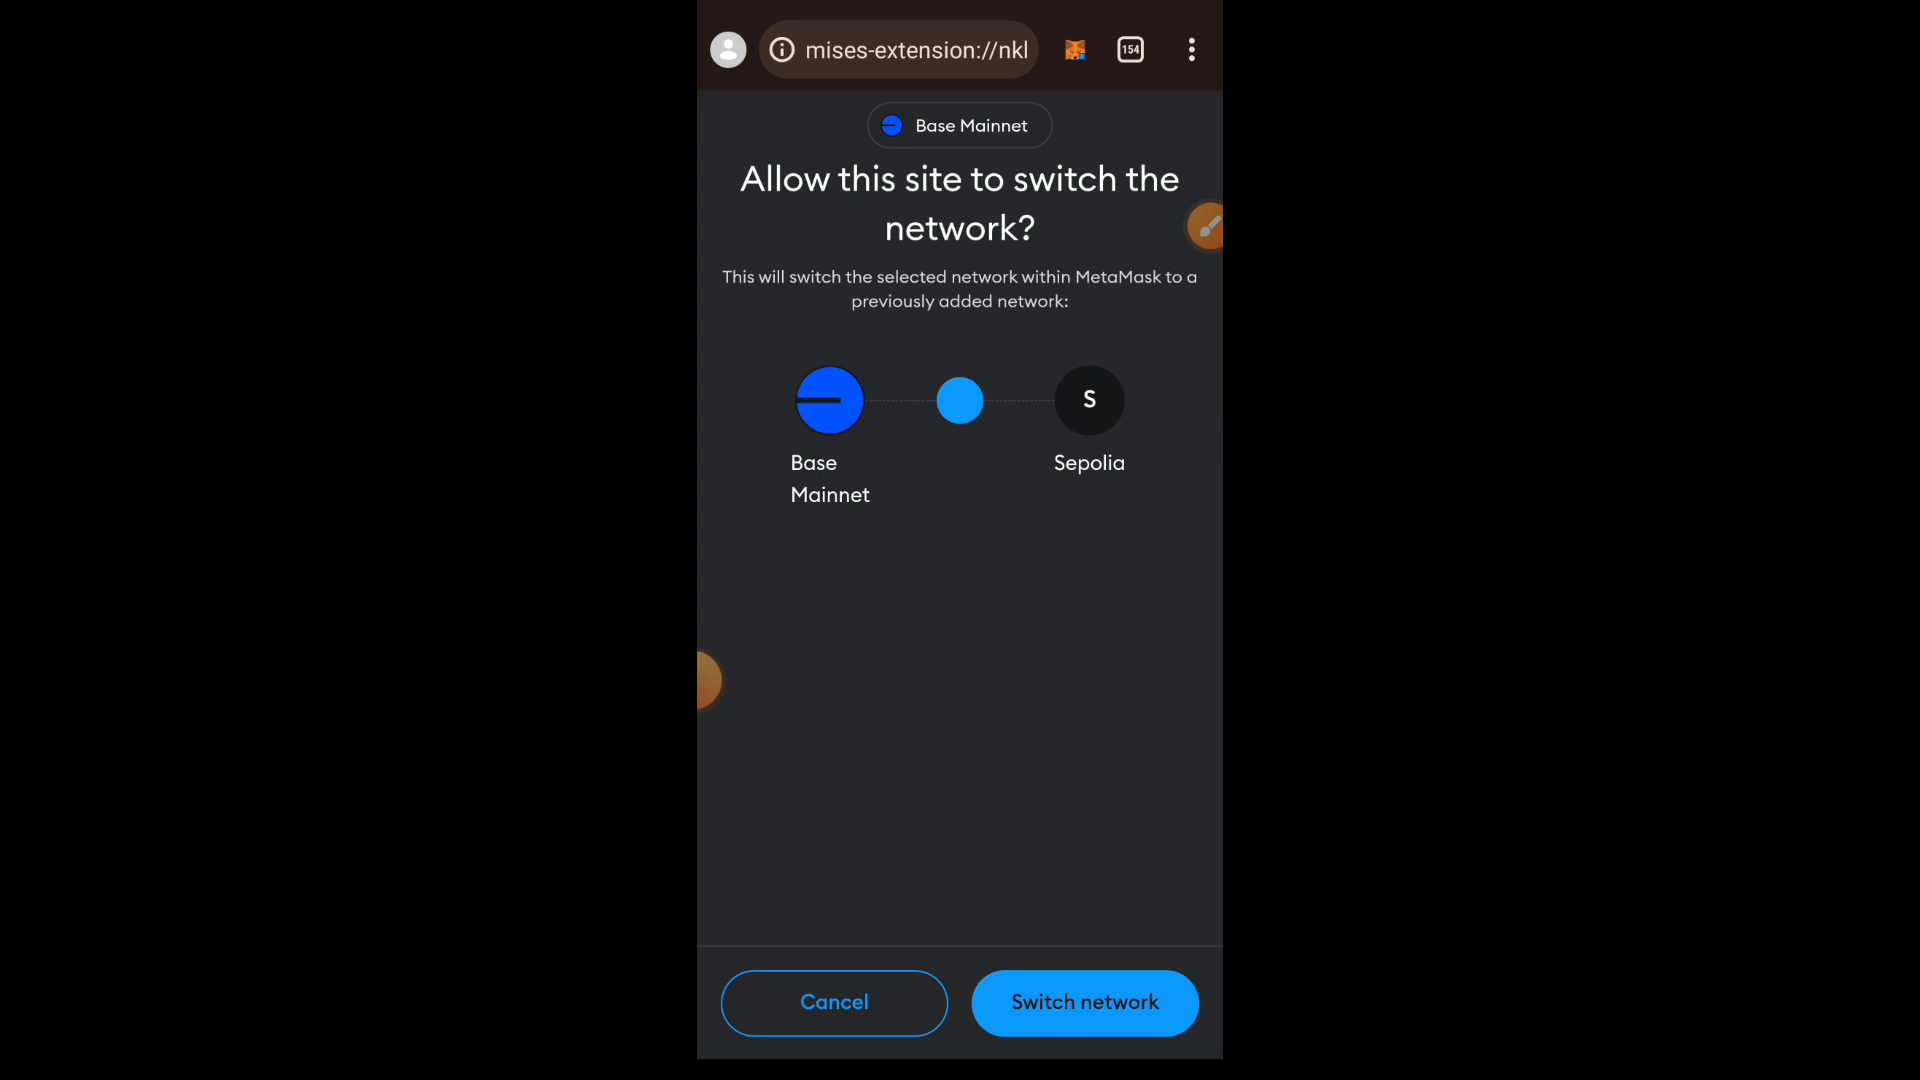 mises-extension://nkl
154
Base Mainnet
Allow this site to switch the
network?
This will switch the selected network within MetaMask to a
previously added network:
S
Base
Mainnet
Sepolia
Cancel
Switch network